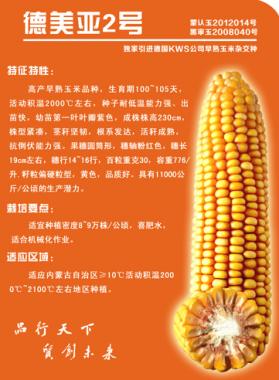 德美亚2号
蒙认玉2012014号
黑审玉2008040号
独家引进德国KWS公司早熟玉米杂交种
特征特性：
高产早熟玉米品种，生育期100~105天，
活动积温2000℃左右，种子耐低温能力强、出
苗快，幼苗第一叶叶鞘紫色，成株株高230cm，
株型紧凑，茎秆坚韧，根系发达，活秆成熟，
抗倒伏能力强。果穗圆筒形，穗轴粉红色，穗长
19cm左右，穗行14~16行，百粒重克30，容重776/
升，籽粒偏硬粒型，黄色，品质好。具有11000公
斤/公顷的生产潜力。
栽培要点：
适宜种植密度8~9万株/公顷，喜肥水，
适合机械化作业。
适应区域：
适应内蒙古自治区≥10℃活动积温200
0℃~2100℃左右地区种植。
品行天下
贸创未来